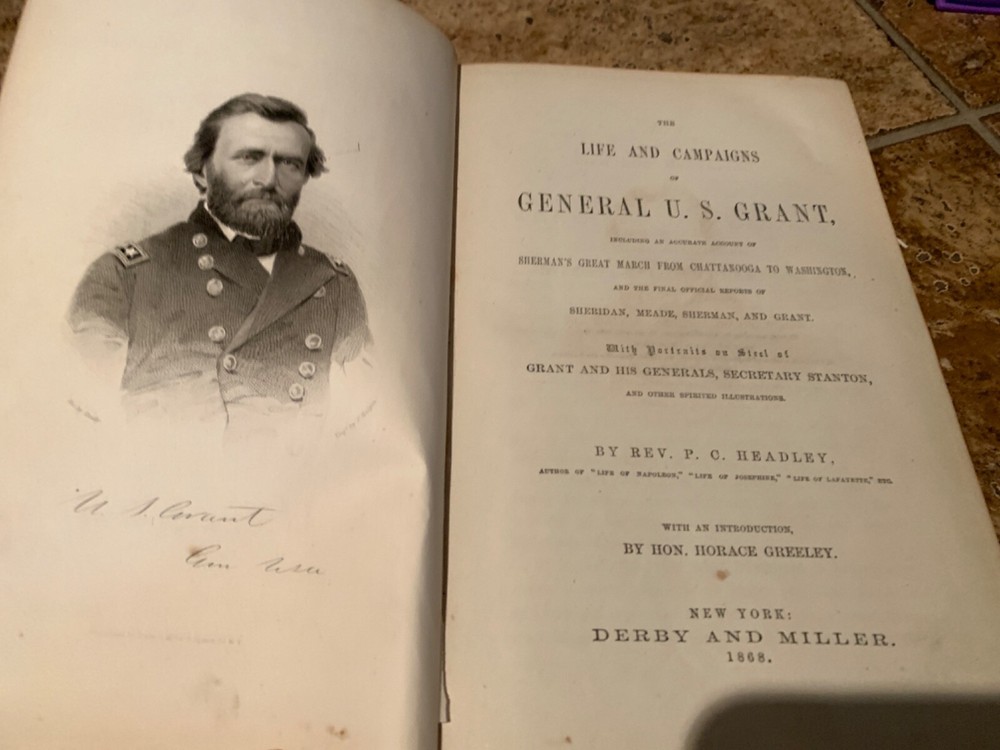 U. S. Grant
Gen USA
THE
LIFE AND CAMPAIGNS
OF
GENERAL U. S. GRANT,
INCLUDING AN ACCURATE ACCOUNT OF
SHERMAN'S GREAT MARCH FROM CHATTANOOGA TO WASHINGTON,
AND THE FINAL OFFICIAL REPORTS OF
SHERIDAN, MEADE, SHERMAN, AND GRANT.
With Portraits on Steel of
GRANT AND HIS GENERALS, SECRETARY STANTON,
AND OTHER SPIRITED ILLUSTRATIONS.
BY REV. P. C. HEADLEY,
AUTHOR OF "LIFE OF NAPOLEON," "LIFE OF JOSEPHINE," "LIFE OF LAFAYETTE," ETC.
WITH AN INTRODUCTION,
BY HON. HORACE GREELEY.
NEW YORK:
DERBY AND MILLER.
1868.